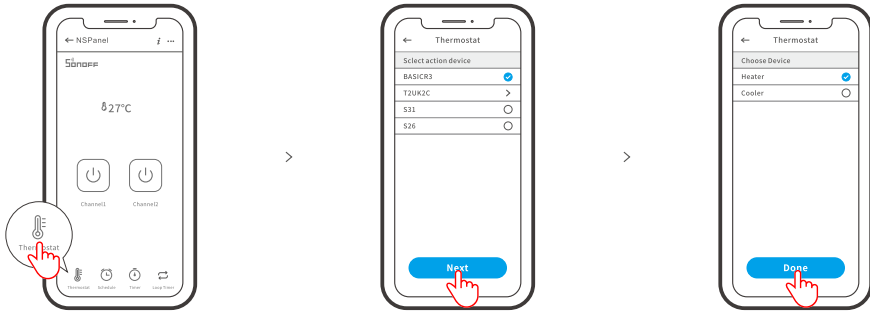 ← NSPanel i ...
SONOFF
27°C
Channel1 Channel2
Thermostat
Thermostat Schedule Timer Loop Timer
← Thermostat
Sclect action device
BASICR3
T2UK2C >
S31
S26
Next
← Thermostat
Choose Device
Heater
Cooler
Done